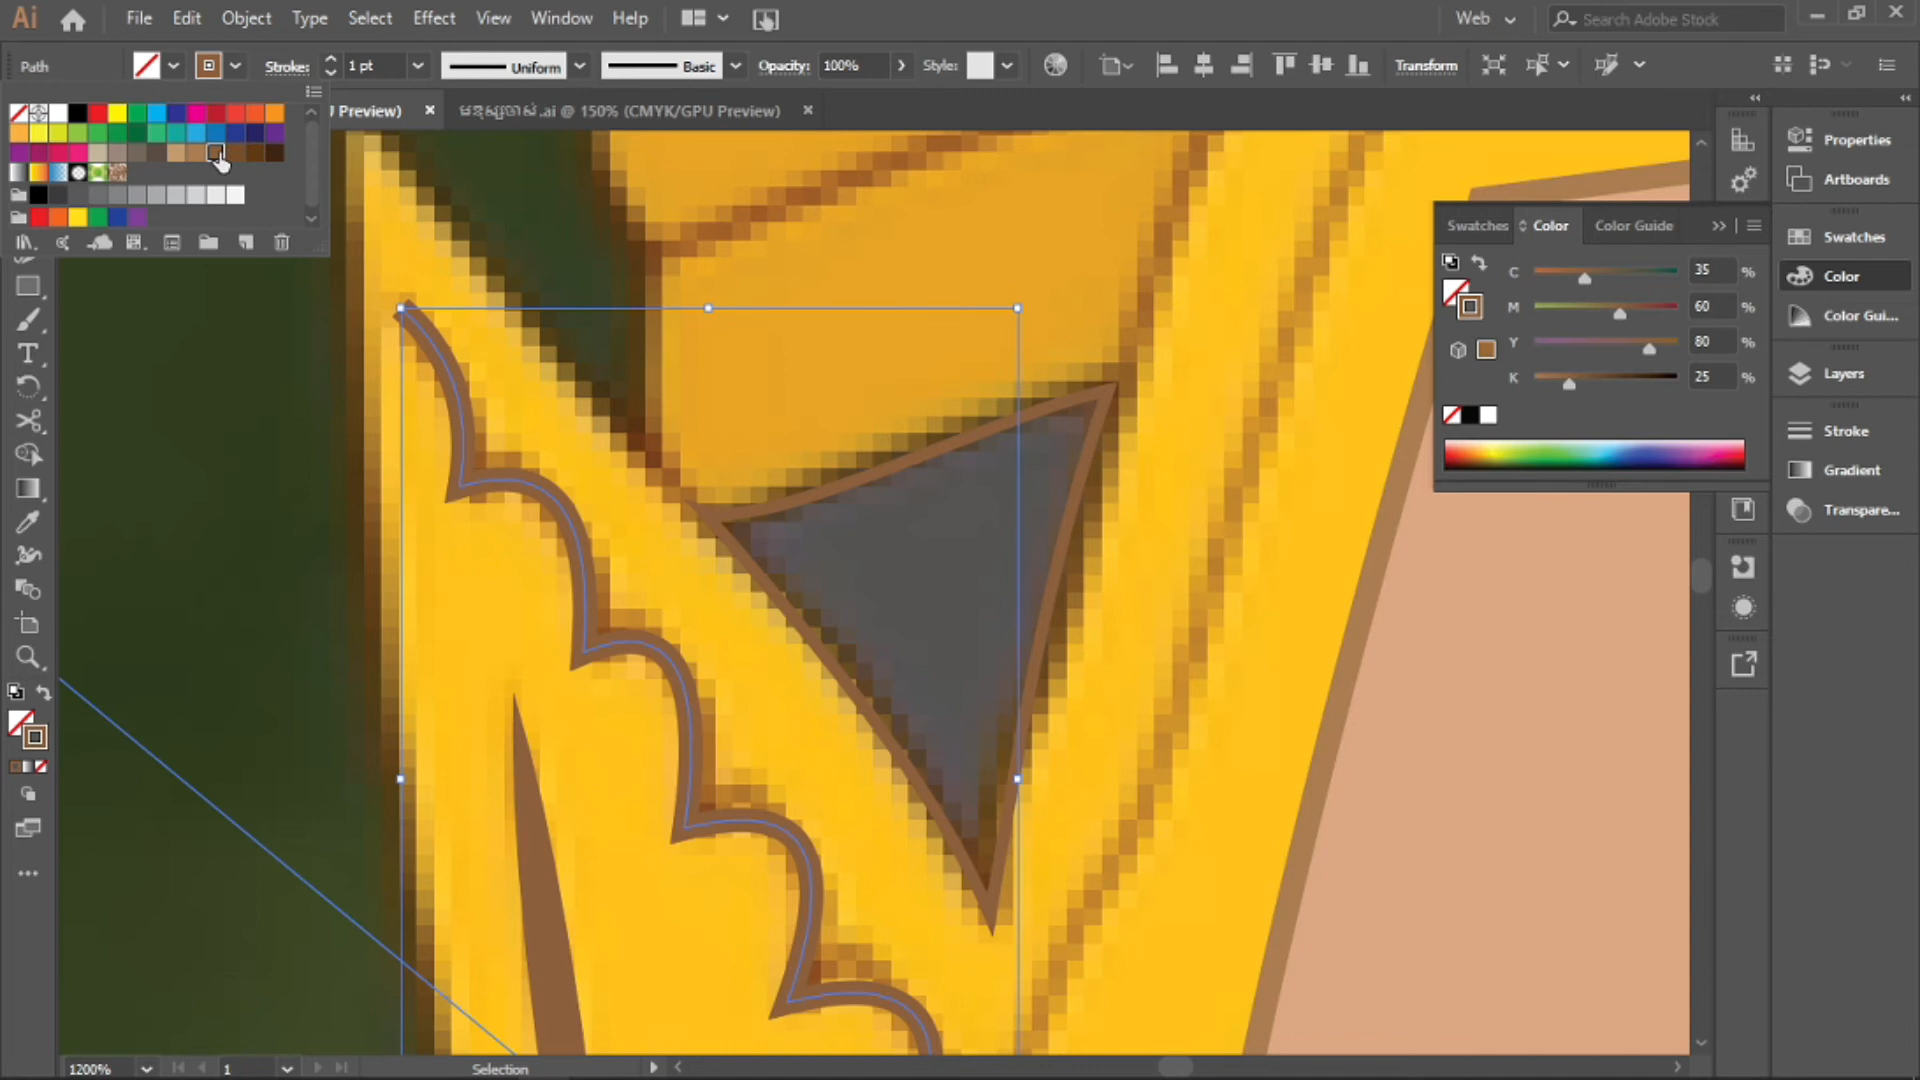 Ai File Edit Object Type Select Effect View Window Help Web Search Adobe Stock
Path Stroke: 1 pt Uniform Basic Opacity: 100% Style: Transform
U Preview) × @ 150% (CMYK/GPU Preview) ×
Swatches Color Color Guide
C 35 %
M 60 %
Y 80 %
K 25 %
Properties
Artboards
Swatches
Color
Color Gui...
Layers
Stroke
Gradient
Transpare...
1200% 1 Selection